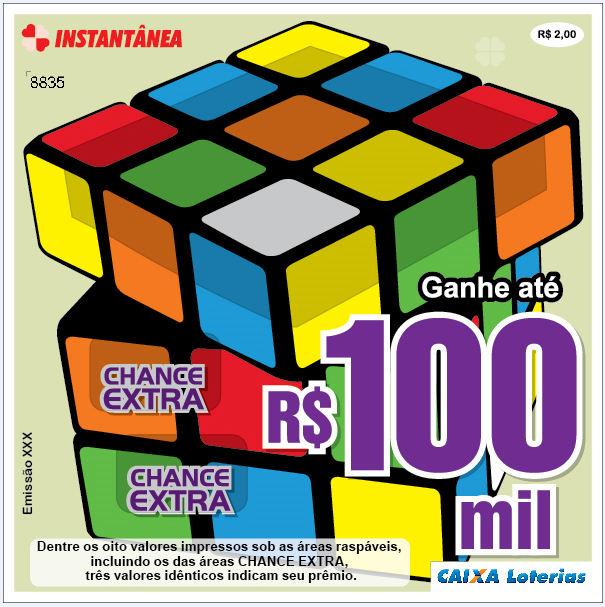 INSTANTÂNEA
R$ 2,00
8835
Ganhe até
R$ 100
mil
CHANCE
EXTRA
CHANCE
EXTRA
Emissão XXX
Dentre os oito valores impressos sob as áreas raspáveis,
incluindo os das áreas CHANCE EXTRA,
três valores idênticos indicam seu prêmio.
CAIXA Loterias